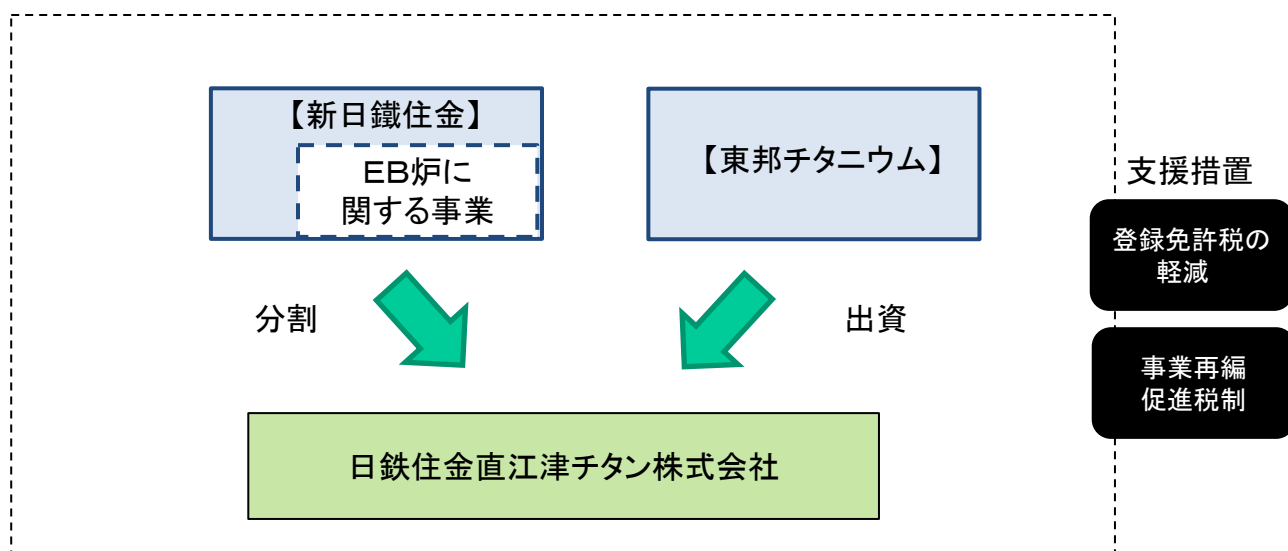 【新日鐵住金】
EB炉に
関する事業
【東邦チタニウム】
支援措置
登録免許税の
軽減
分割
出資
事業再編
促進税制
日鉄住金直江津チタン株式会社